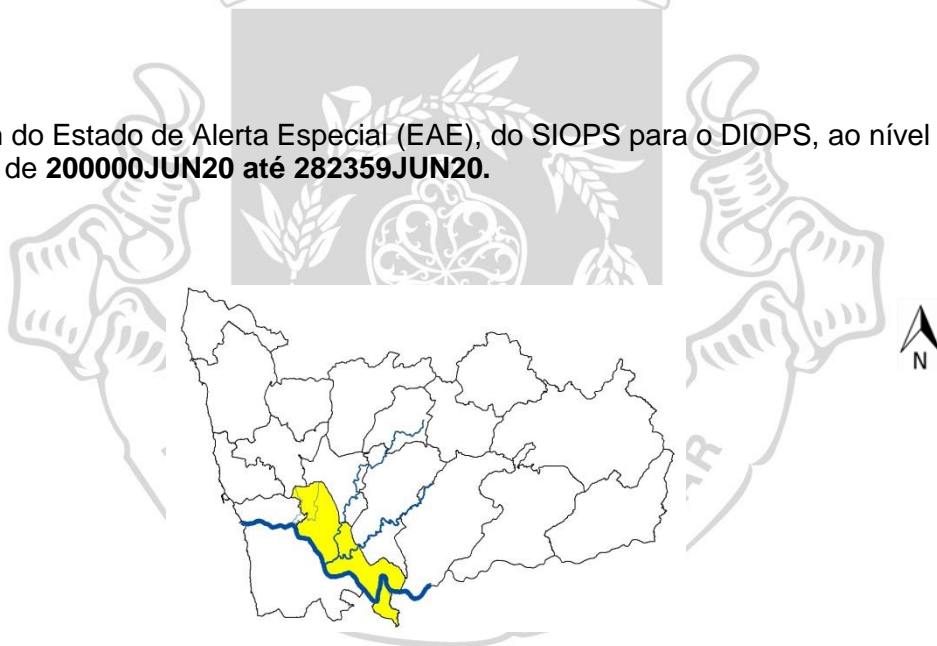 do Estado de Alerta Especial (EAE), do SIOPS para o DIOPS, ao nível
de 200000JUN20 até 282359JUN20.
N